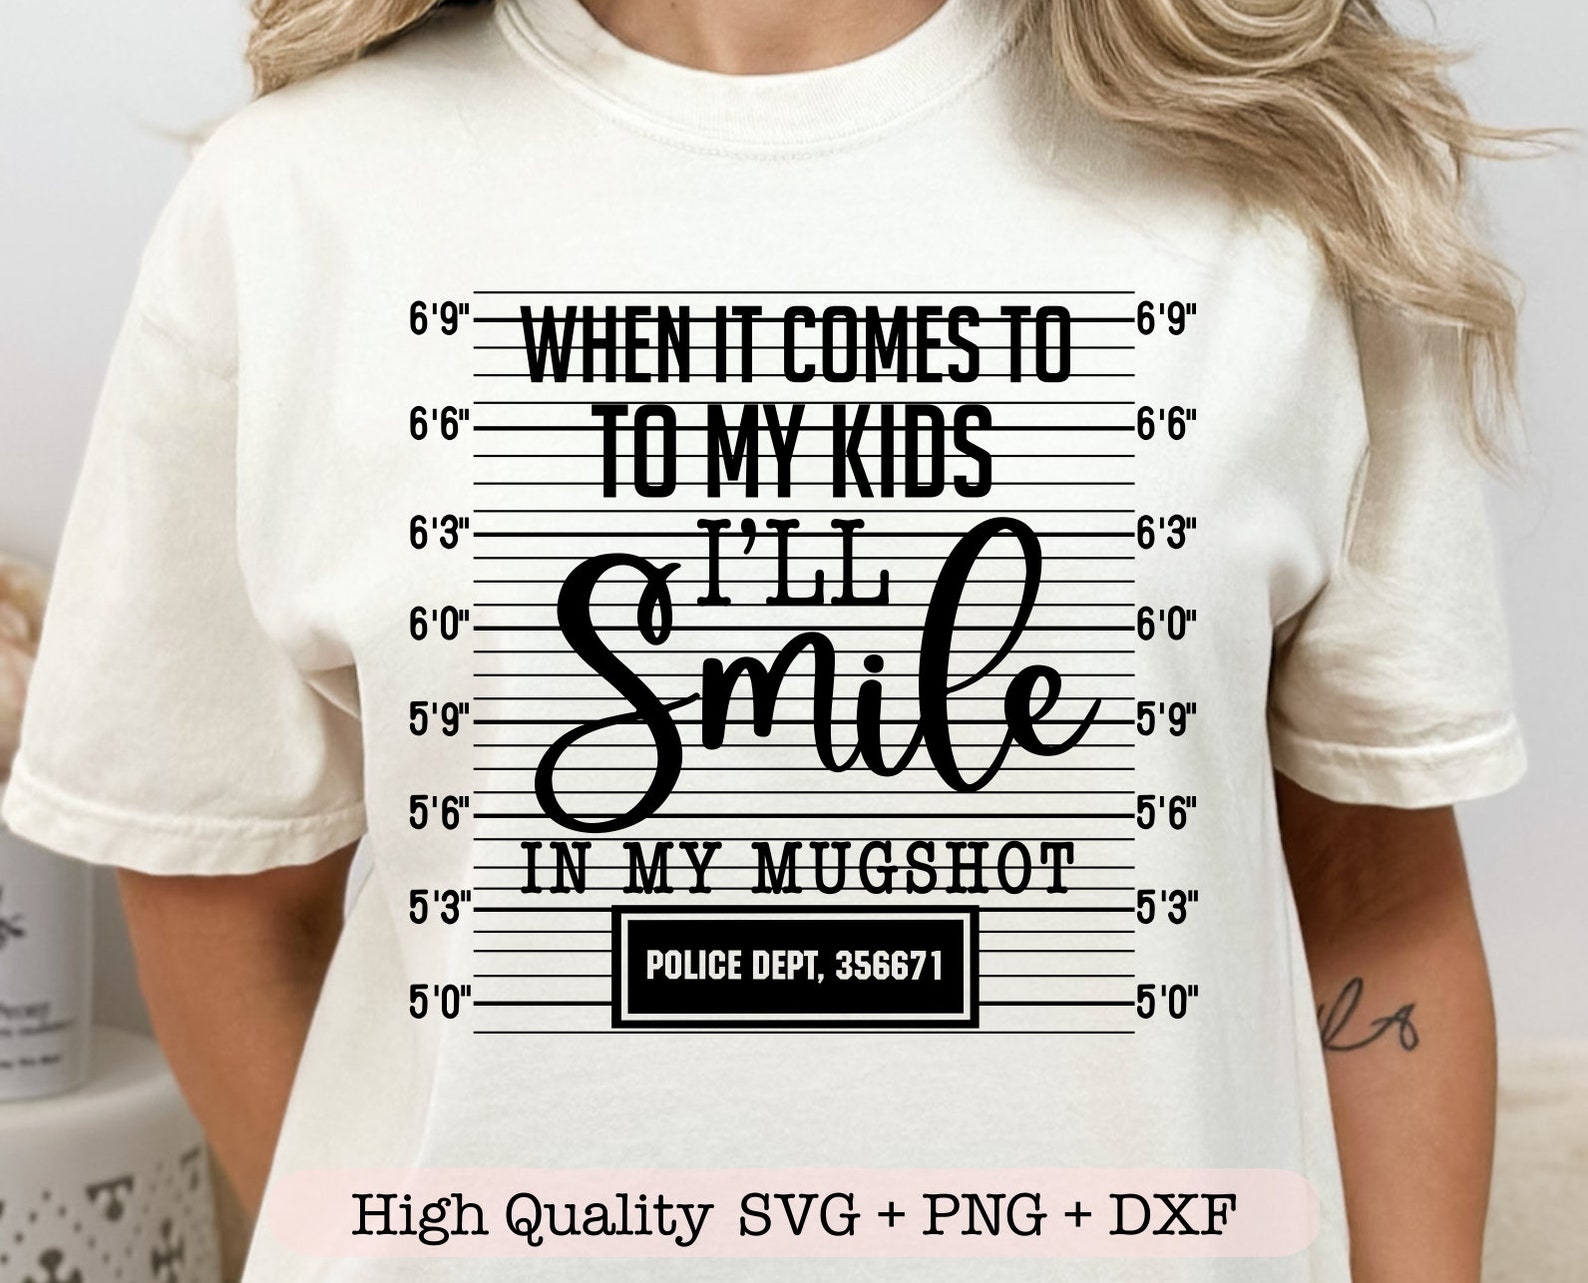 6'9" WHEN IT COMES TO 6'9"
6'6" TO MY KIDS 6'6"
6'3" I'LL 6'3"
6'0" Smile 6'0"
5'9" 5'9"
5'6" 5'6"
IN MY MUGSHOT
5'3" 5'3"
POLICE DEPT, 356671
5'0" 5'0"
High Quality SVG + PNG + DXF